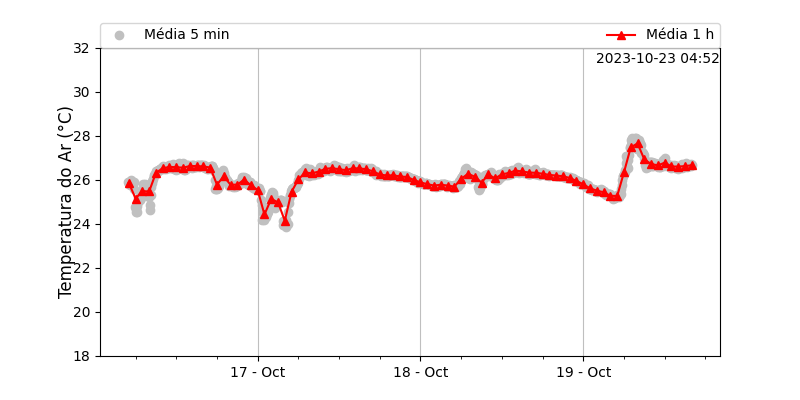 Média 5 min
Média 1 h
2023-10-23 04:52
Temperatura do Ar (°C)
32
30
28
26
24
22
20
18
17 - Oct
18 - Oct
19 - Oct